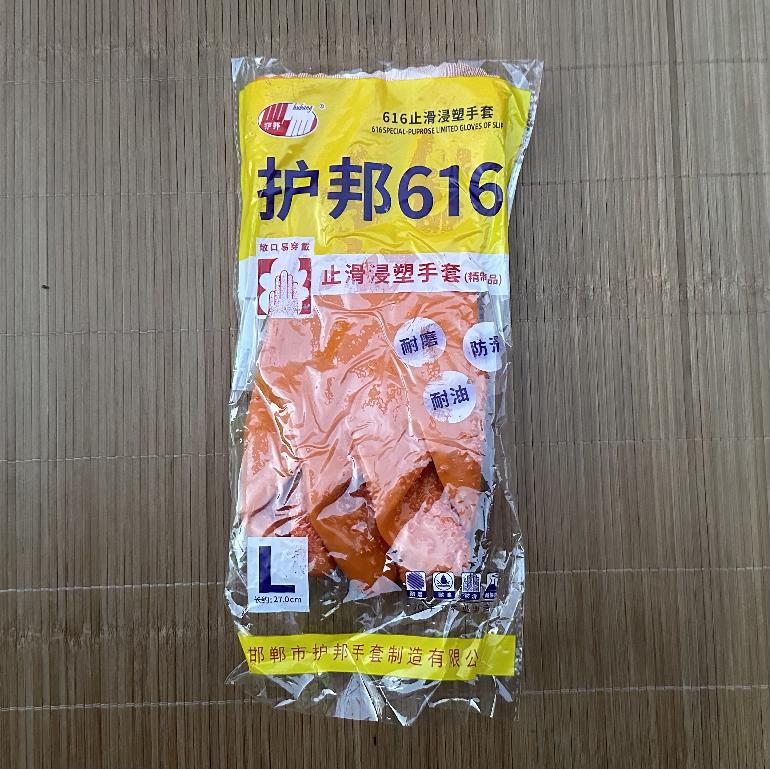 hubang
护邦
®
616止滑浸塑手套
616SPECIAL-PUPROSE LIMITED GLOVES OF SLIP
护邦616
敞口易穿戴
止滑浸塑手套(精制品)
耐磨
防滑
耐油
L
长约:27.0cm
邯郸市护邦手套制造有限公